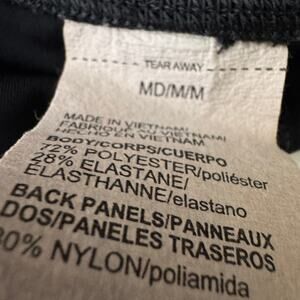 TEAR AWAY
MD/M/M
MADE IN VIETNAM/
FABRIQUÉ AU VIETNAM/
HECHO EN VIETNAM
BODY/CORPS/CUERPO
72% POLYESTER/poliéster
28% ELASTANE/
ELASTHANNE/elastano
BACK PANELS/PANNEAUX
DOS/PANELES TRASEROS
80% NYLON/poliamida